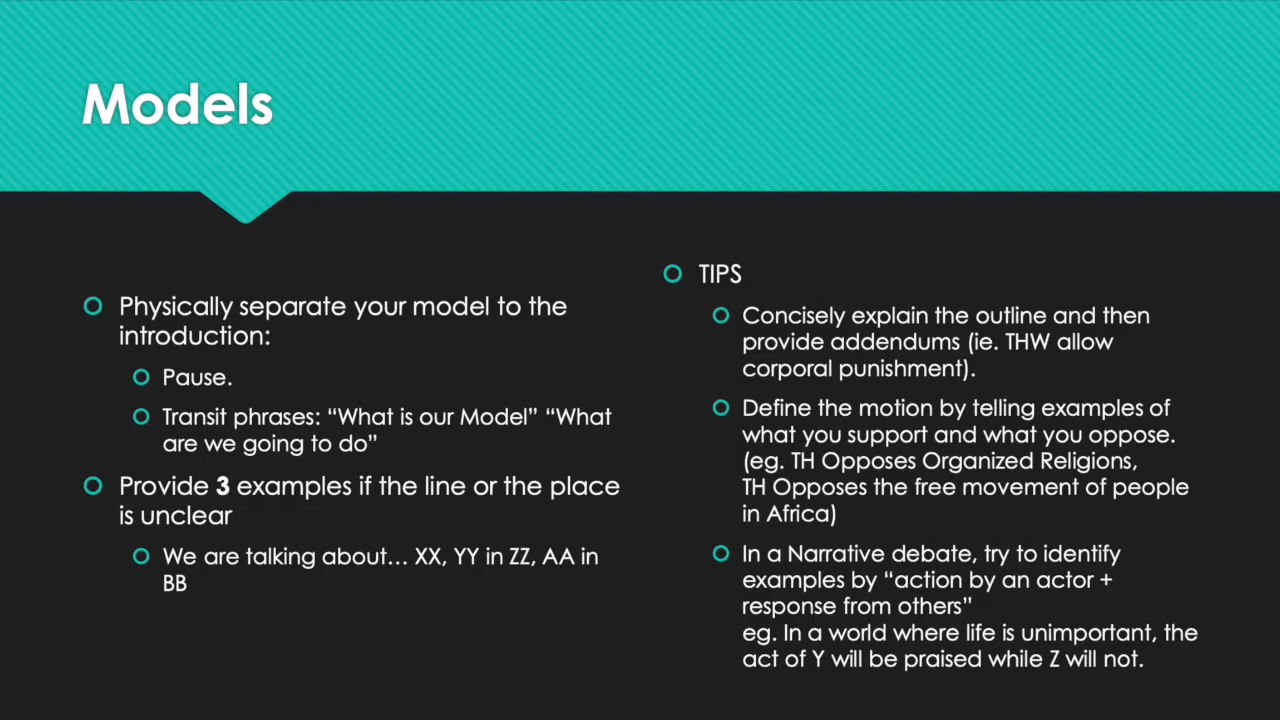 Models
Physically separate your model to the
introduction:
Pause.
Transit phrases: “What is our Model” “What
are we going to do”
Provide 3 examples if the line or the place
is unclear
We are talking about… XX, YY in ZZ, AA in
BB
TIPS
Concisely explain the outline and then
provide addendums (ie. THW allow
corporal punishment).
Define the motion by telling examples of
what you support and what you oppose.
(eg. TH Opposes Organized Religions,
TH Opposes the free movement of people
in Africa)
In a Narrative debate, try to identify
examples by “action by an actor +
response from others”
eg. In a world where life is unimportant, the
act of Y will be praised while Z will not.